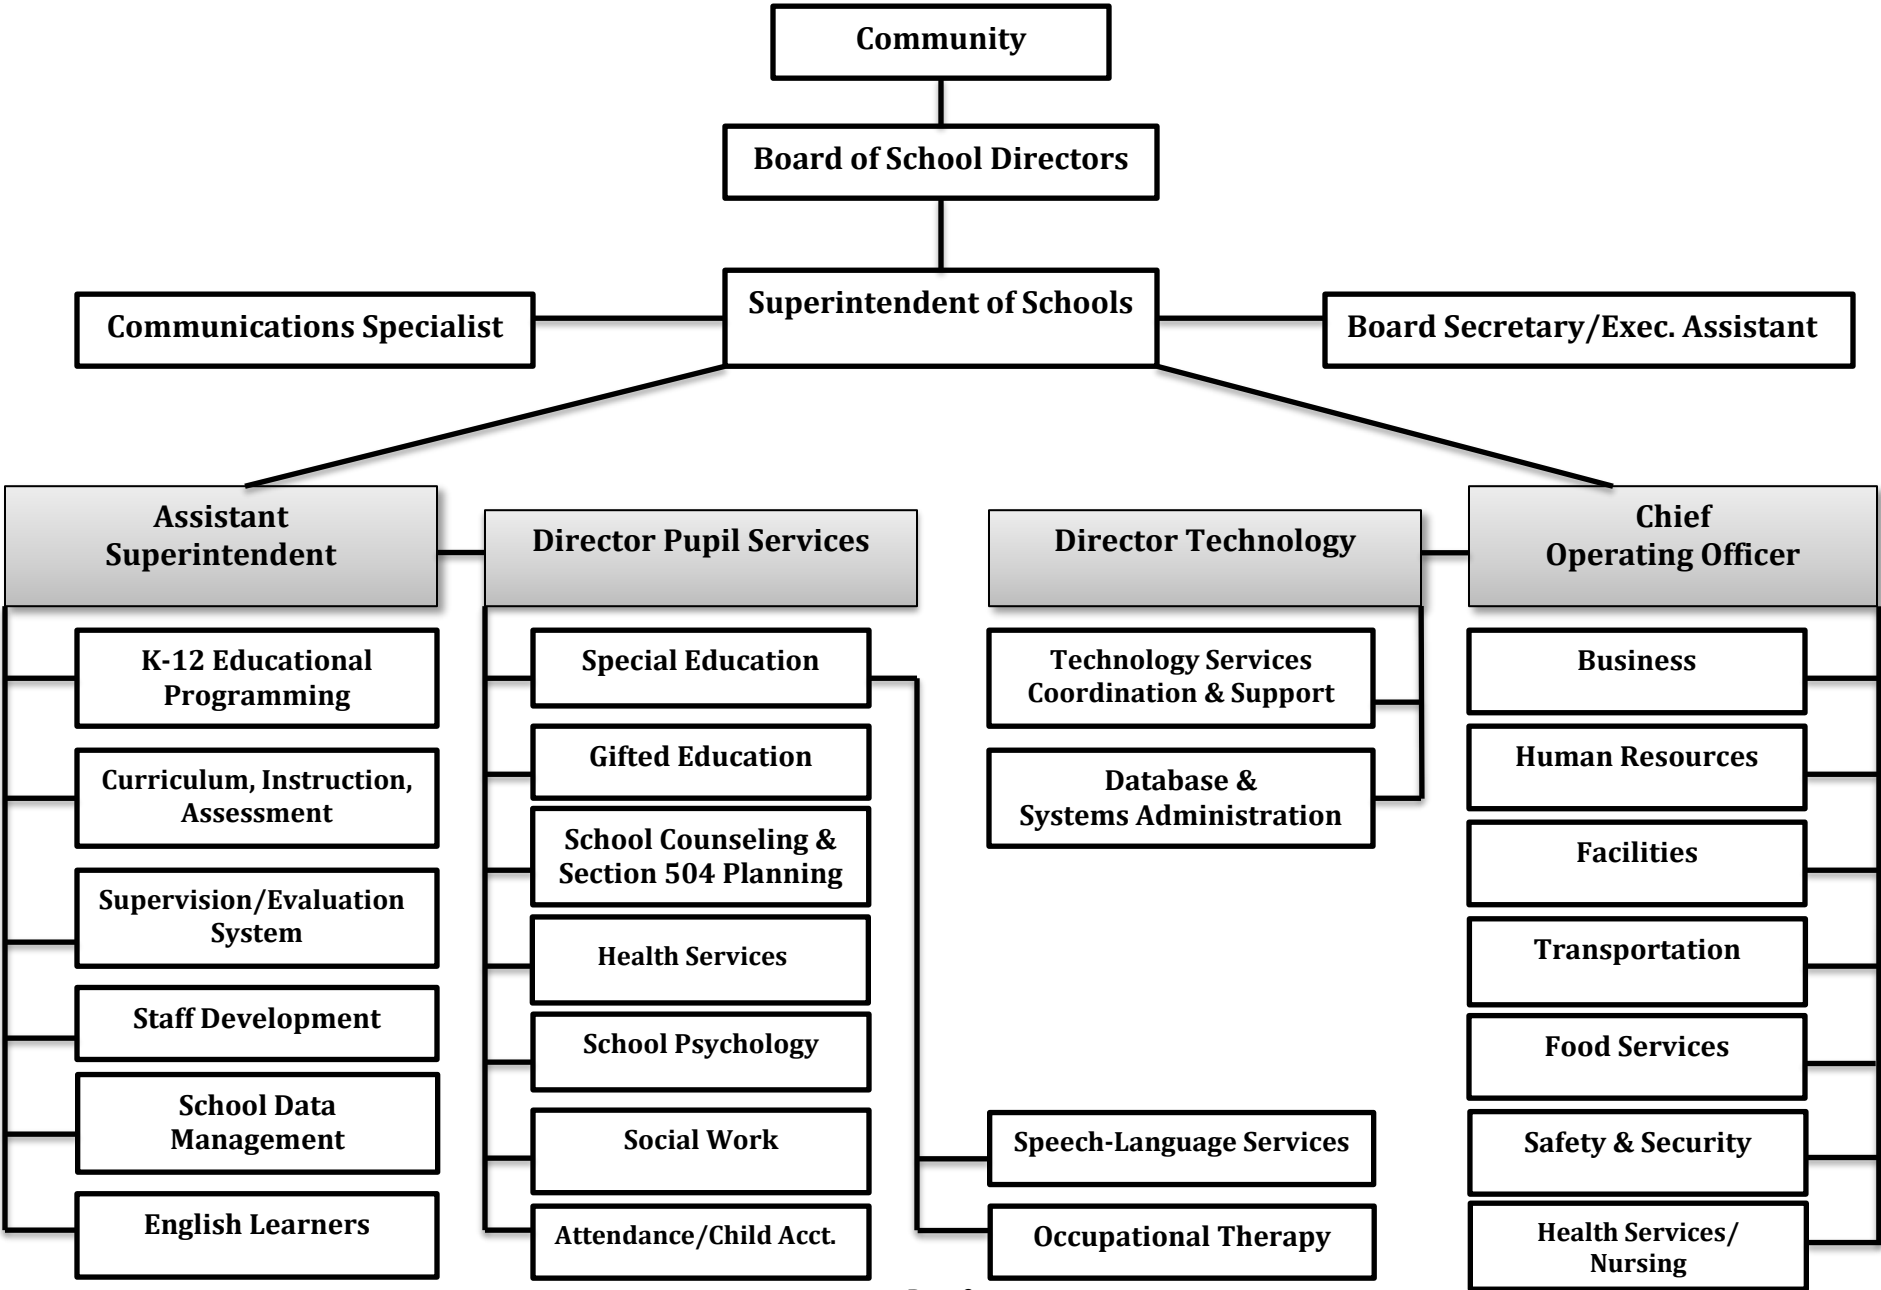 Community
Board of School Directors
Superintendent of Schools
Communications Specialist
Board Secretary/Exec. Assistant
Assistant
Superintendent
Director Pupil Services
Director Technology
Chief
Operating Officer
K-12 Educational
Programming
Curriculum, Instruction,
Assessment
Supervision/Evaluation
System
Staff Development
School Data
Management
English Learners
Special Education
Gifted Education
School Counseling &
Section 504 Planning
Health Services
School Psychology
Social Work
Attendance/Child Acct.
Technology Services
Coordination & Support
Database &
Systems Administration
Speech-Language Services
Occupational Therapy
Business
Human Resources
Facilities
Transportation
Food Services
Safety & Security
Health Services/
Nursing